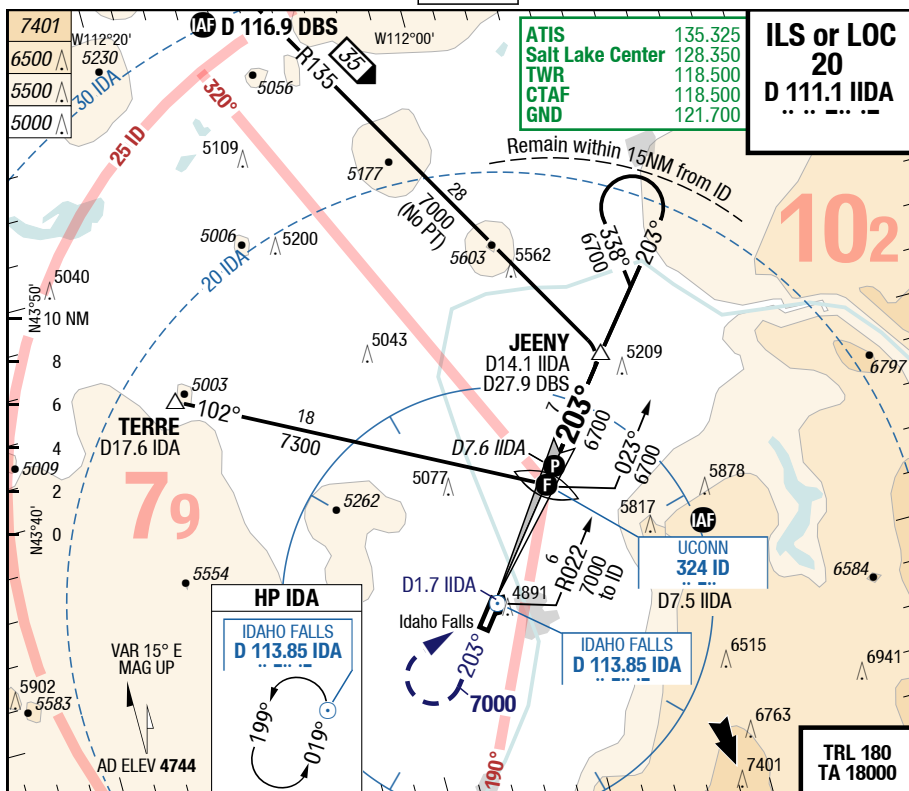 7401
6500
5500
5000
W112°20'
5230
30 IDA
IAF D 116.9 DBS
W112°00'
R135
35
5056
320°
25 ID
5109
5177
28
7000
(No PT)
ATIS 135.325
Salt Lake Center 128.350
TWR 118.500
CTAF 118.500
GND 121.700
ILS or LOC
20
D 111.1 IIDA
Remain within 15NM from ID
102
338°
6700
203°
5006
5200
20 IDA
5603
5562
5040
N43°50'
10 NM
8
6
4
2
0
N43°40'
5043
JEENY
D14.1 IIDA
D27.9 DBS
5209
6797
5003
TERRE
D17.6 IDA
102°
18
7300
7
203°
6700
D7.6 IIDA
P
F
023°
6700
5009
79
5262
5077
5817
5878
IAF
UCONN
324 ID
D7.5 IIDA
5554
6584
D1.7 IIDA
4891
6
R022
7000
to ID
Idaho Falls
IDAHO FALLS
D 113.85 IDA
203°
7000
HP IDA
IDAHO FALLS
D 113.85 IDA
199°
019°
VAR 15° E
MAG UP
6515
6941
5902
5583
AD ELEV 4744
190°
6763
7401
TRL 180
TA 18000